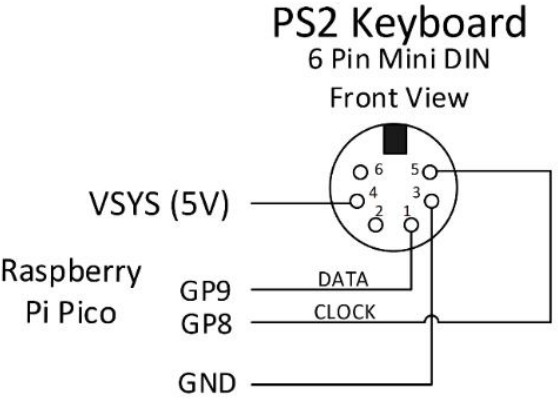 PS2 Keyboard
6 Pin Mini DIN
Front View
6 5
4 3
2 1
VSYS (5V)
Raspberry
Pi Pico
GP9 DATA
GP8 CLOCK
GND